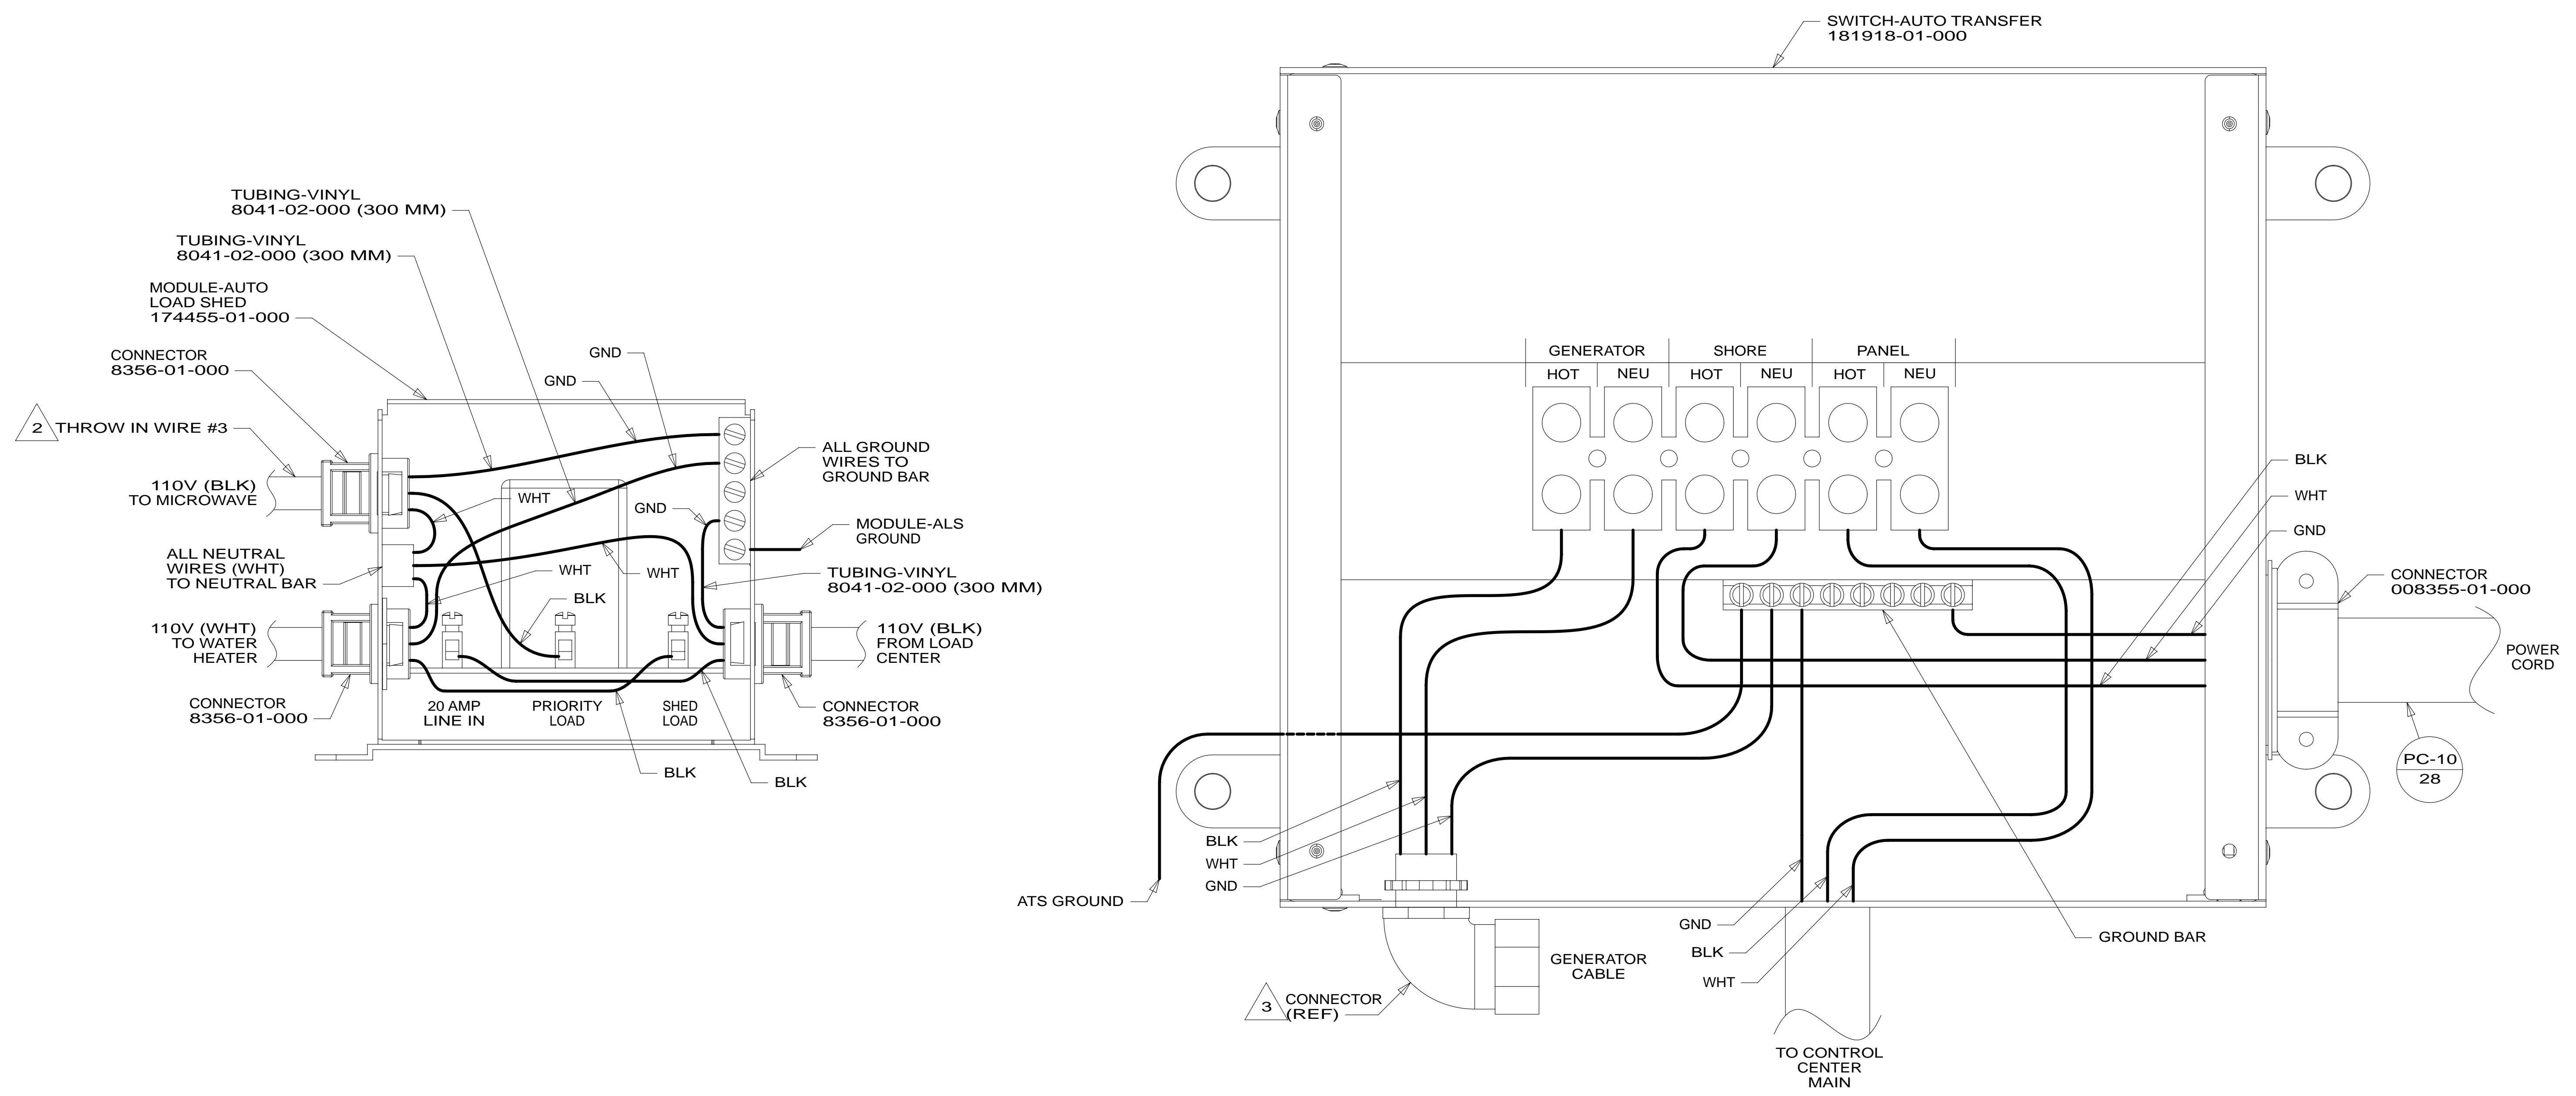 SWITCH-AUTO TRANSFER
181918-01-000
TUBING-VINYL
8041-02-000 (300 MM)
TUBING-VINYL
8041-02-000 (300 MM)
MODULE-AUTO
LOAD SHED
174455-01-000
CONNECTOR
8356-01-000
GND
GND
2
THROW IN WIRE #3
110V (BLK)
TO MICROWAVE
WHT
GND
ALL GROUND
WIRES TO
GROUND BAR
MODULE-ALS
GROUND
ALL NEUTRAL
WIRES (WHT)
TO NEUTRAL BAR
WHT
WHT
BLK
TUBING-VINYL
8041-02-000 (300 MM)
110V (WHT)
TO WATER
HEATER
110V (BLK)
FROM LOAD
CENTER
CONNECTOR
8356-01-000
20 AMP
LINE IN
PRIORITY
LOAD
SHED
LOAD
CONNECTOR
8356-01-000
BLK
BLK
GENERATOR
SHORE
PANEL
HOT
NEU
HOT
NEU
HOT
NEU
BLK
WHT
GND
CONNECTOR
008355-01-000
POWER
CORD
PC-10
28
BLK
WHT
GND
ATS GROUND
GND
BLK
WHT
GROUND BAR
GENERATOR
CABLE
3
CONNECTOR
(REF)
TO CONTROL
CENTER
MAIN